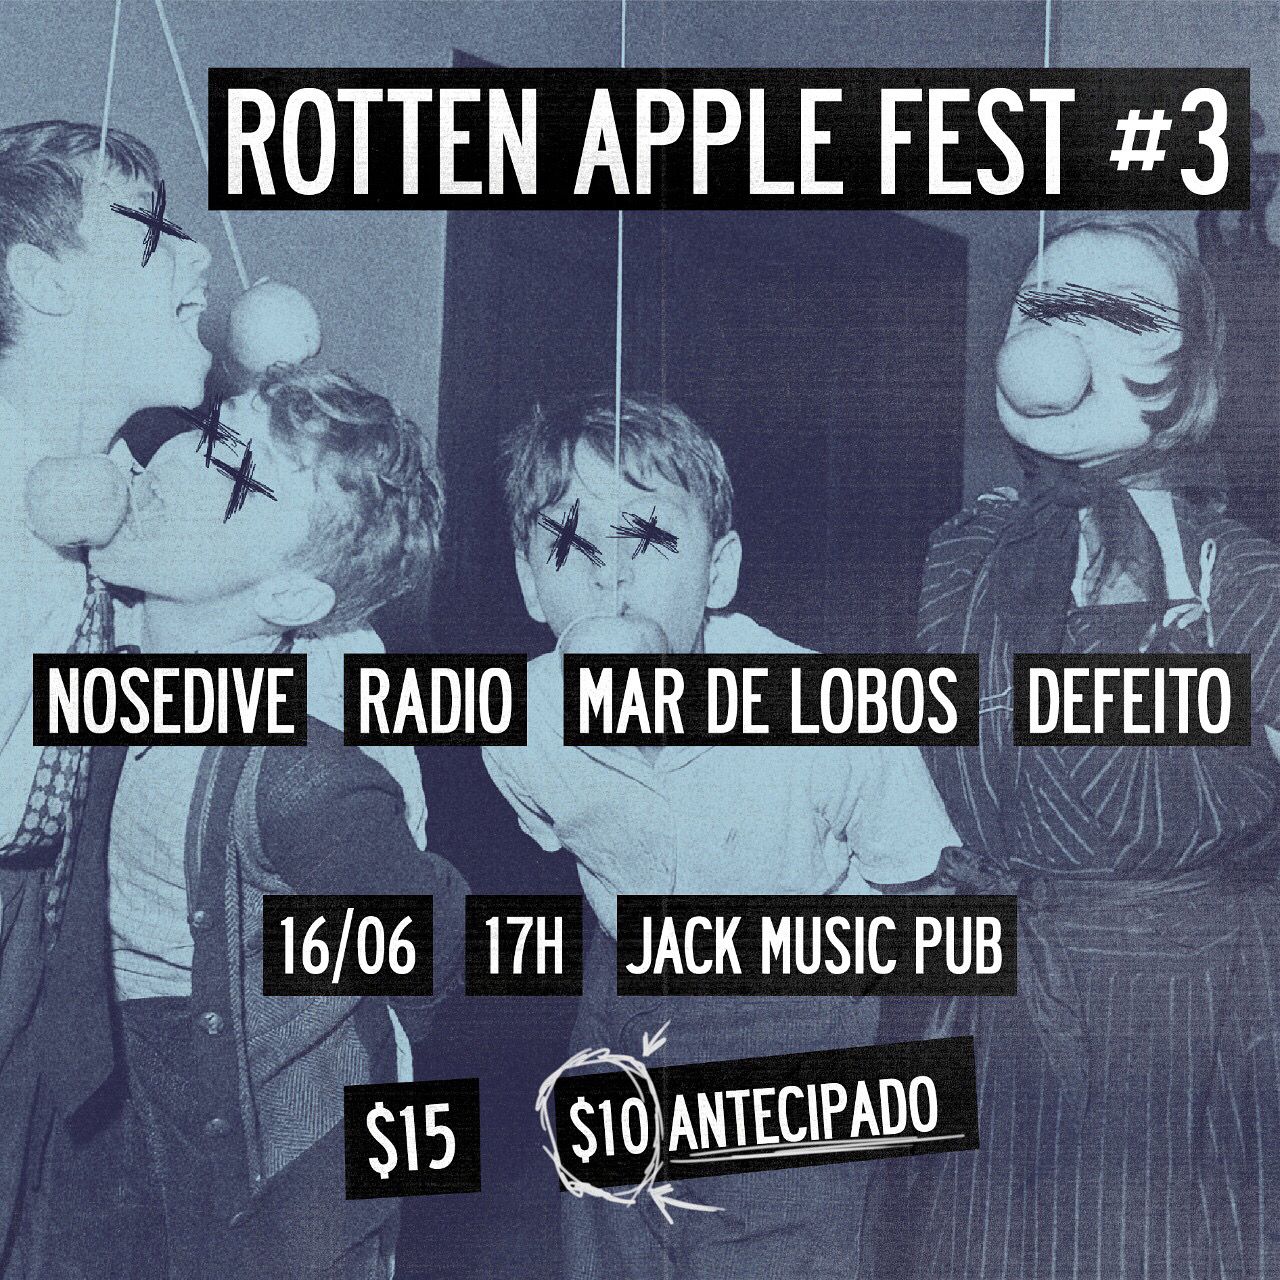 ROTTEN APPLE FEST #3
NOSEDIVE RADIO MAR DE LOBOS DEFEITO
16/06 17H JACK MUSIC PUB
$15 $10 ANTECIPADO